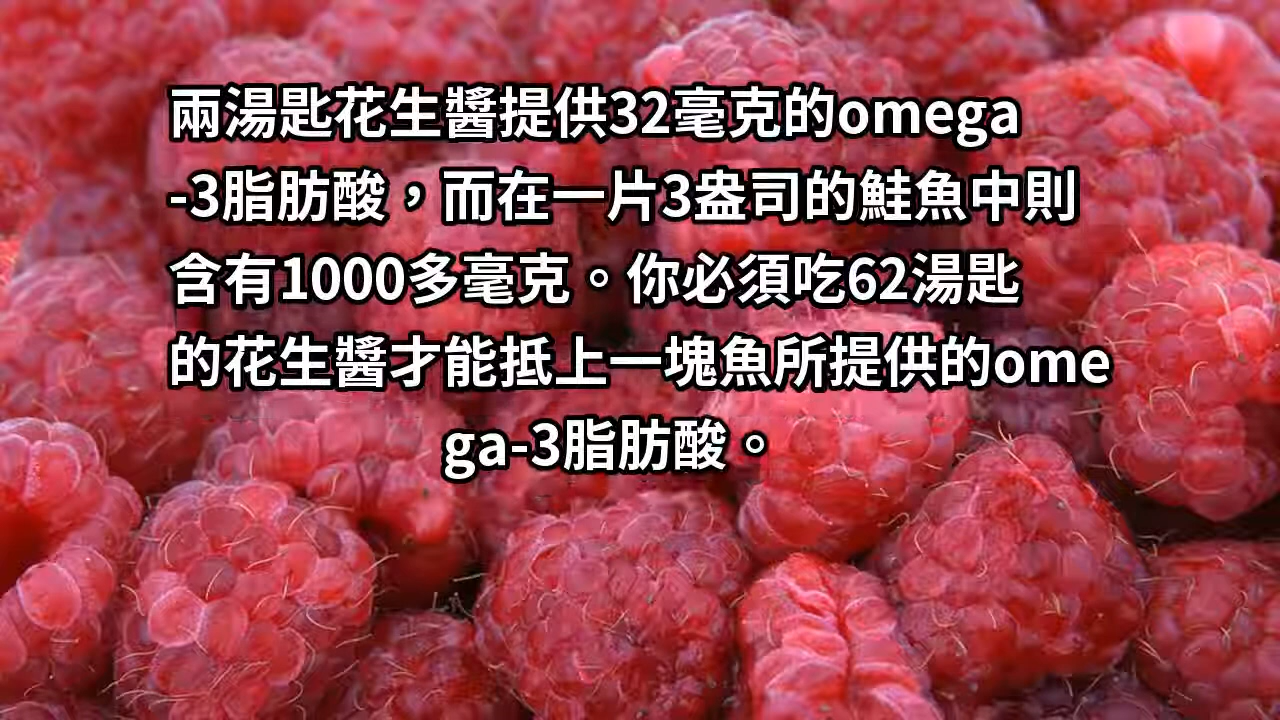 兩湯匙花生醬提供32毫克的omega
-3脂肪酸，而在一片3盎司的鮭魚中則
含有1000多毫克。你必須吃62湯匙
的花生醬才能抵上一塊魚所提供的ome
ga-3脂肪酸。